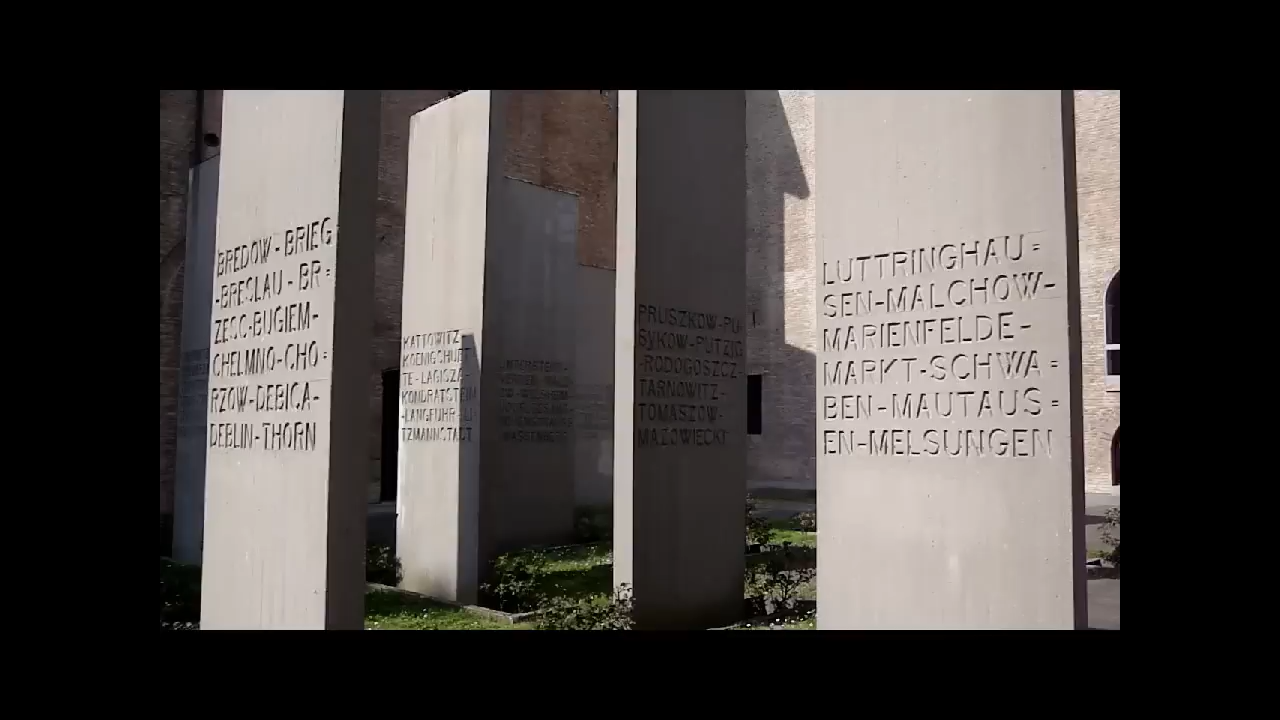 BREDOW-BRIEG
-BRESLAU-BR=
ZESC-BUGIEM-
CHELMNO-CHO=
RZOW-DEBICA-
DEBLIN-THORN
KATTOWITZ-
KOENIGSHUET
TE-LAGISZA-
KONDRATSTEIN
-LANGFUHR-LI
TZMANNSTADT
PRUSZKOW-PU-
SYKOW-PUTZIG
-RODOGOSZCZ-
TARNOWITZ-
TOMASZOW-
MAZOWIECKI
LUTTRINGHAU=
SEN-MALCHOW-
MARIENFELDE-
MARKT-SCHWA=
BEN-MAUTAUS=
EN-MELSUNGEN